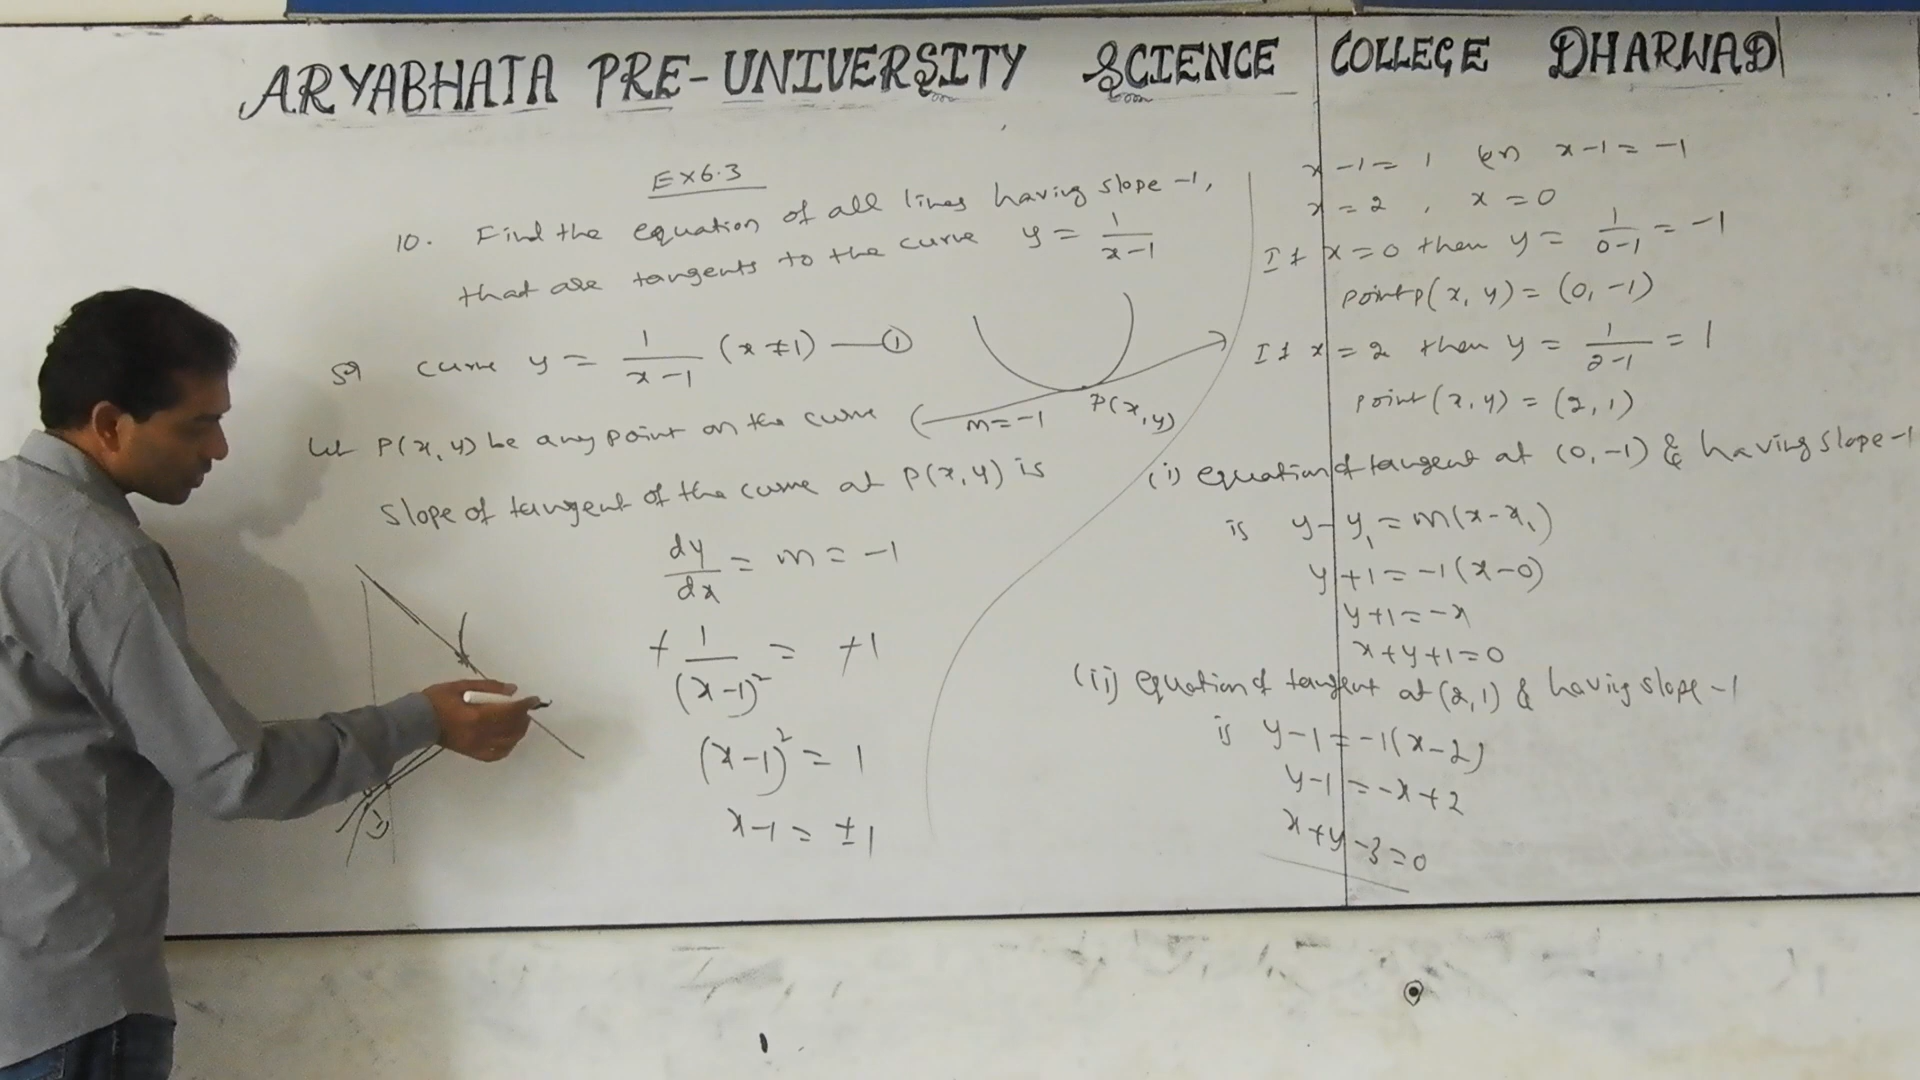 ARYABHATA PRE-UNIVERSITY SCIENCE COLLEGE DHARWAD
EX6.3
10. Find the equation of all lines having slope -1,
that are tangents to the curve y = 1/(x-1)
curve y = 1/(x-1) (x ≠ 1) — ①
Let P(x, y) be any point on the curve
m = -1 P(x, y)
Slope of tangent of the curve at P(x, y) is
dy/dx = m = -1
+ 1/(x-1)² = +1
(x-1)² = 1
x-1 = ±1
x-1 = 1 or x-1 = -1
x = 2 , x = 0
If x = 0 then y = 1/(0-1) = -1
point P(x, y) = (0, -1)
If x = 2 then y = 1/(2-1) = 1
point (x, y) = (2, 1)
(i) equation of tangent at (0, -1) & having slope -1
is y - y₁ = m(x - x₁)
y + 1 = -1(x - 0)
y + 1 = -x
x + y + 1 = 0
(ii) equation of tangent at (2, 1) & having slope -1
is y - 1 = -1(x - 2)
y - 1 = -x + 2
x + y - 3 = 0